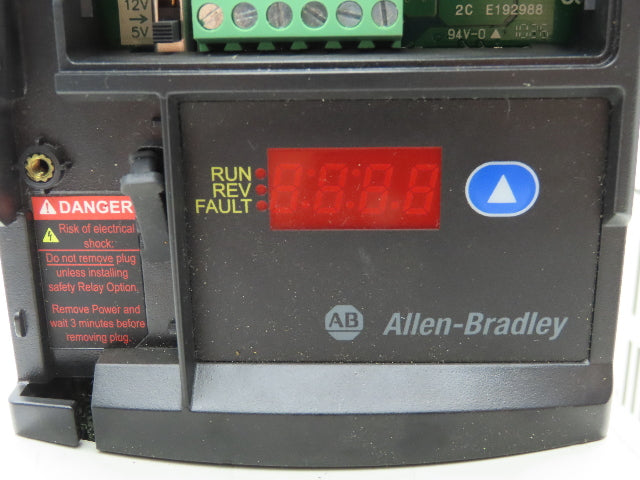 12V
5V
2C E192988
94V-0
RUN
REV
FAULT
DANGER
Risk of electrical
shock.
Do not remove plug
unless installing
safety Relay Option.
Remove Power and
wait 3 minutes before
removing plug.
AB Allen-Bradley